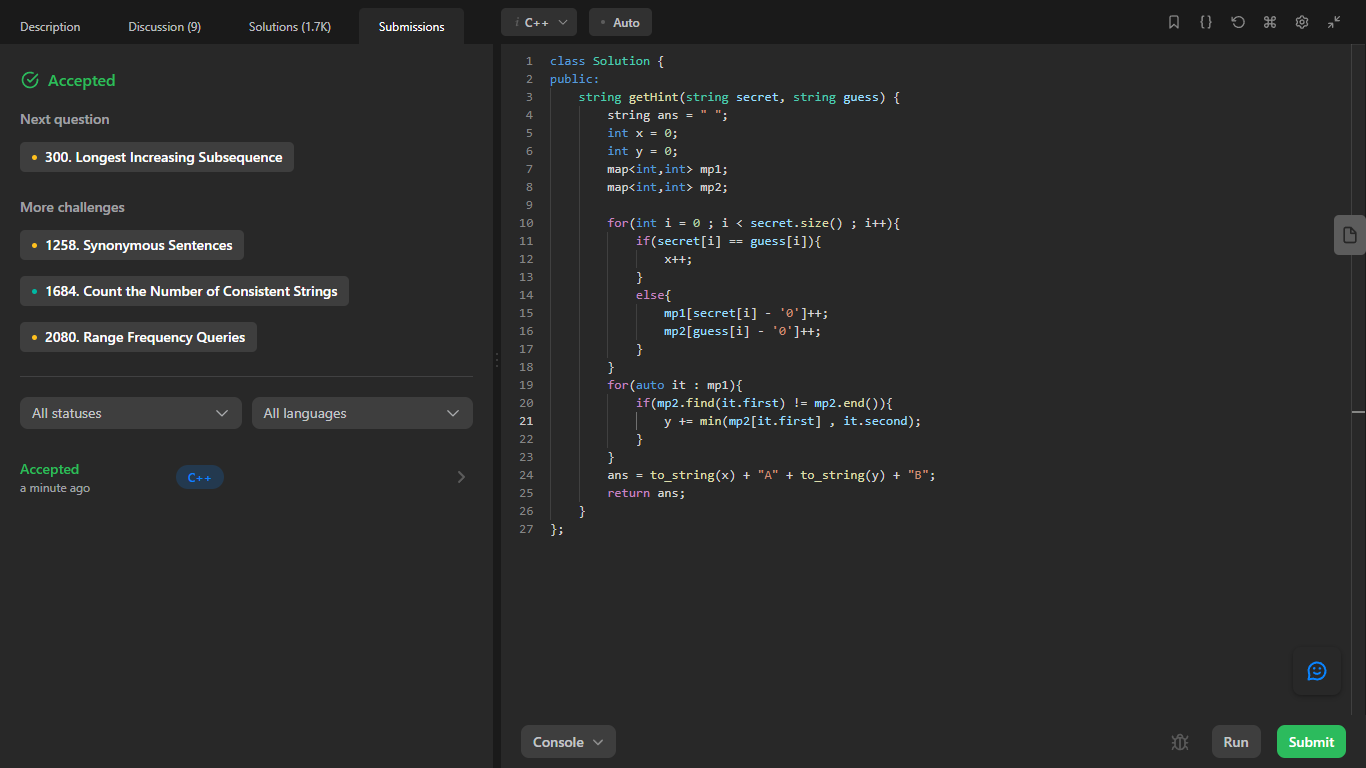 Description Discussion (9) Solutions (1.7K) Submissions
i C++ • Auto
Accepted
Next question
• 300. Longest Increasing Subsequence
More challenges
• 1258. Synonymous Sentences
• 1684. Count the Number of Consistent Strings
• 2080. Range Frequency Queries
All statuses All languages
Accepted
a minute ago
C++
1 class Solution {
2 public:
3     string getHint(string secret, string guess) {
4         string ans = " ";
5         int x = 0;
6         int y = 0;
7         map<int,int> mp1;
8         map<int,int> mp2;
9
10         for(int i = 0 ; i < secret.size() ; i++){
11             if(secret[i] == guess[i]){
12                 x++;
13             }
14             else{
15                 mp1[secret[i] - '0']++;
16                 mp2[guess[i] - '0']++;
17             }
18         }
19         for(auto it : mp1){
20             if(mp2.find(it.first) != mp2.end()){
21                 y += min(mp2[it.first] , it.second);
22             }
23         }
24         ans = to_string(x) + "A" + to_string(y) + "B";
25         return ans;
26     }
27 };
Console Run Submit